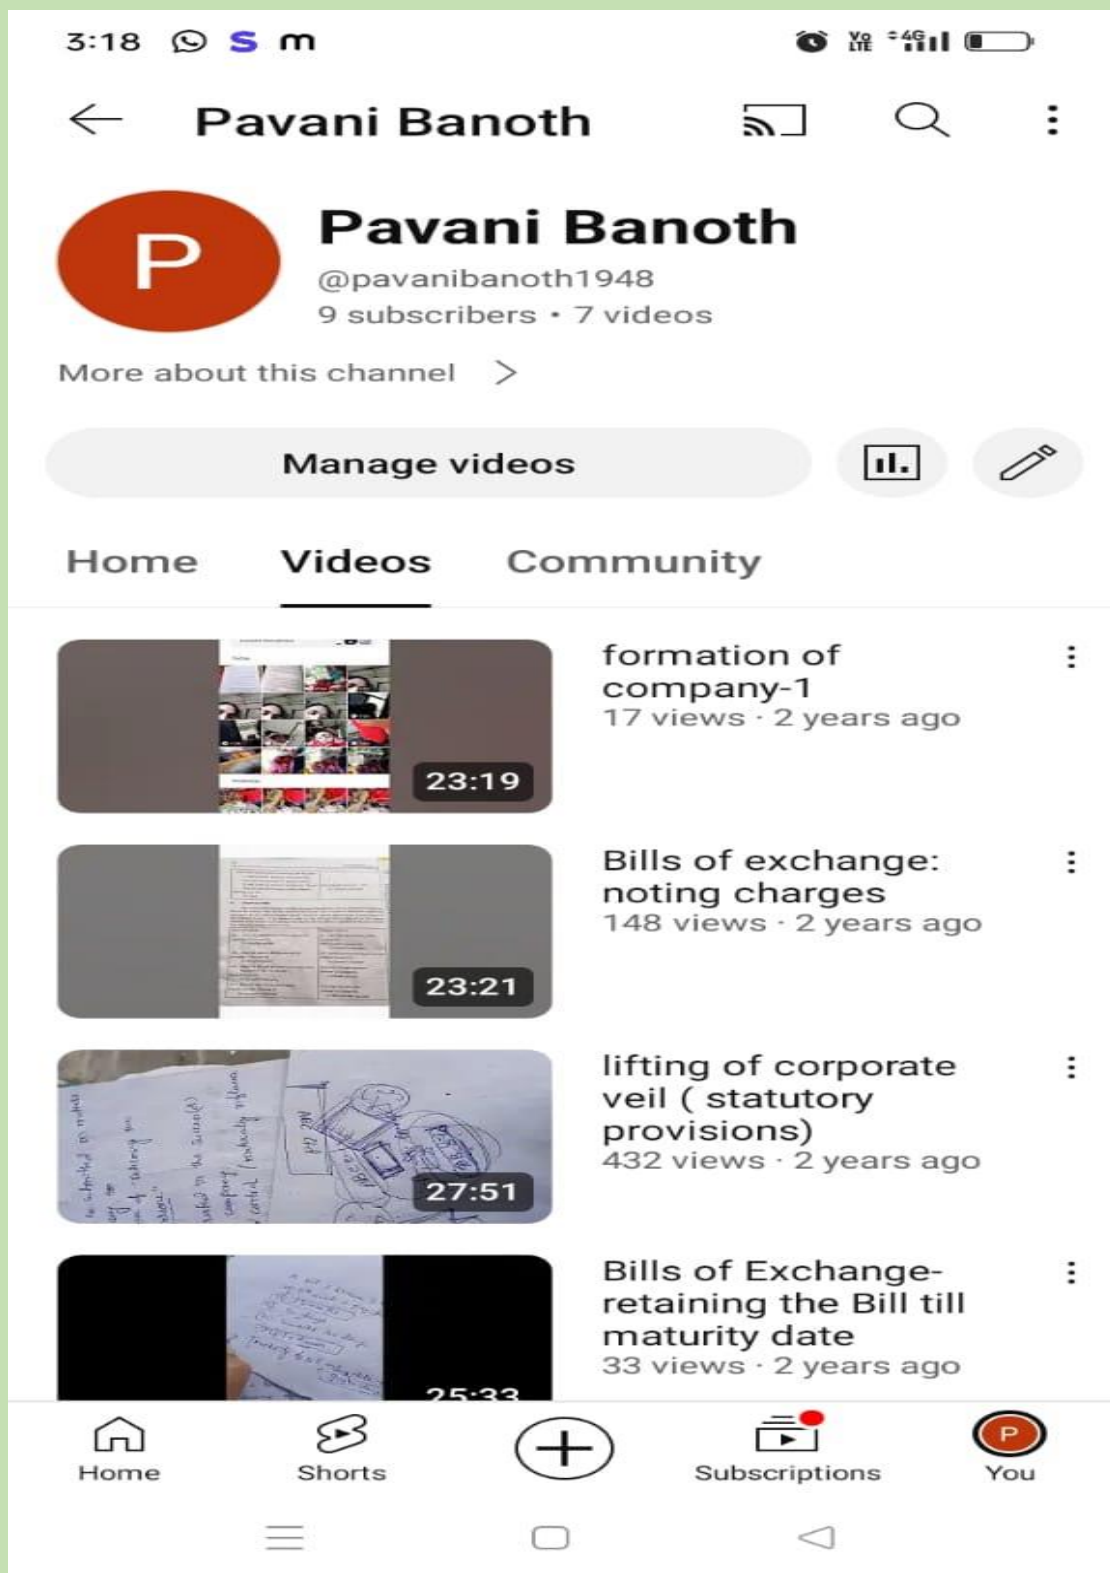 3:18 S m Vo LTE 4G
Pavani Banoth
P
Pavani Banoth
@pavanibanoth1948
9 subscribers • 7 videos
More about this channel
Manage videos
Home Videos Community
formation of
company-1
17 views · 2 years ago
23:19
Bills of exchange:
noting charges
148 views · 2 years ago
23:21
lifting of corporate
veil ( statutory
provisions)
432 views · 2 years ago
27:51
Bills of Exchange-
retaining the Bill till
maturity date
33 views · 2 years ago
25:33
P
Home Shorts Subscriptions You